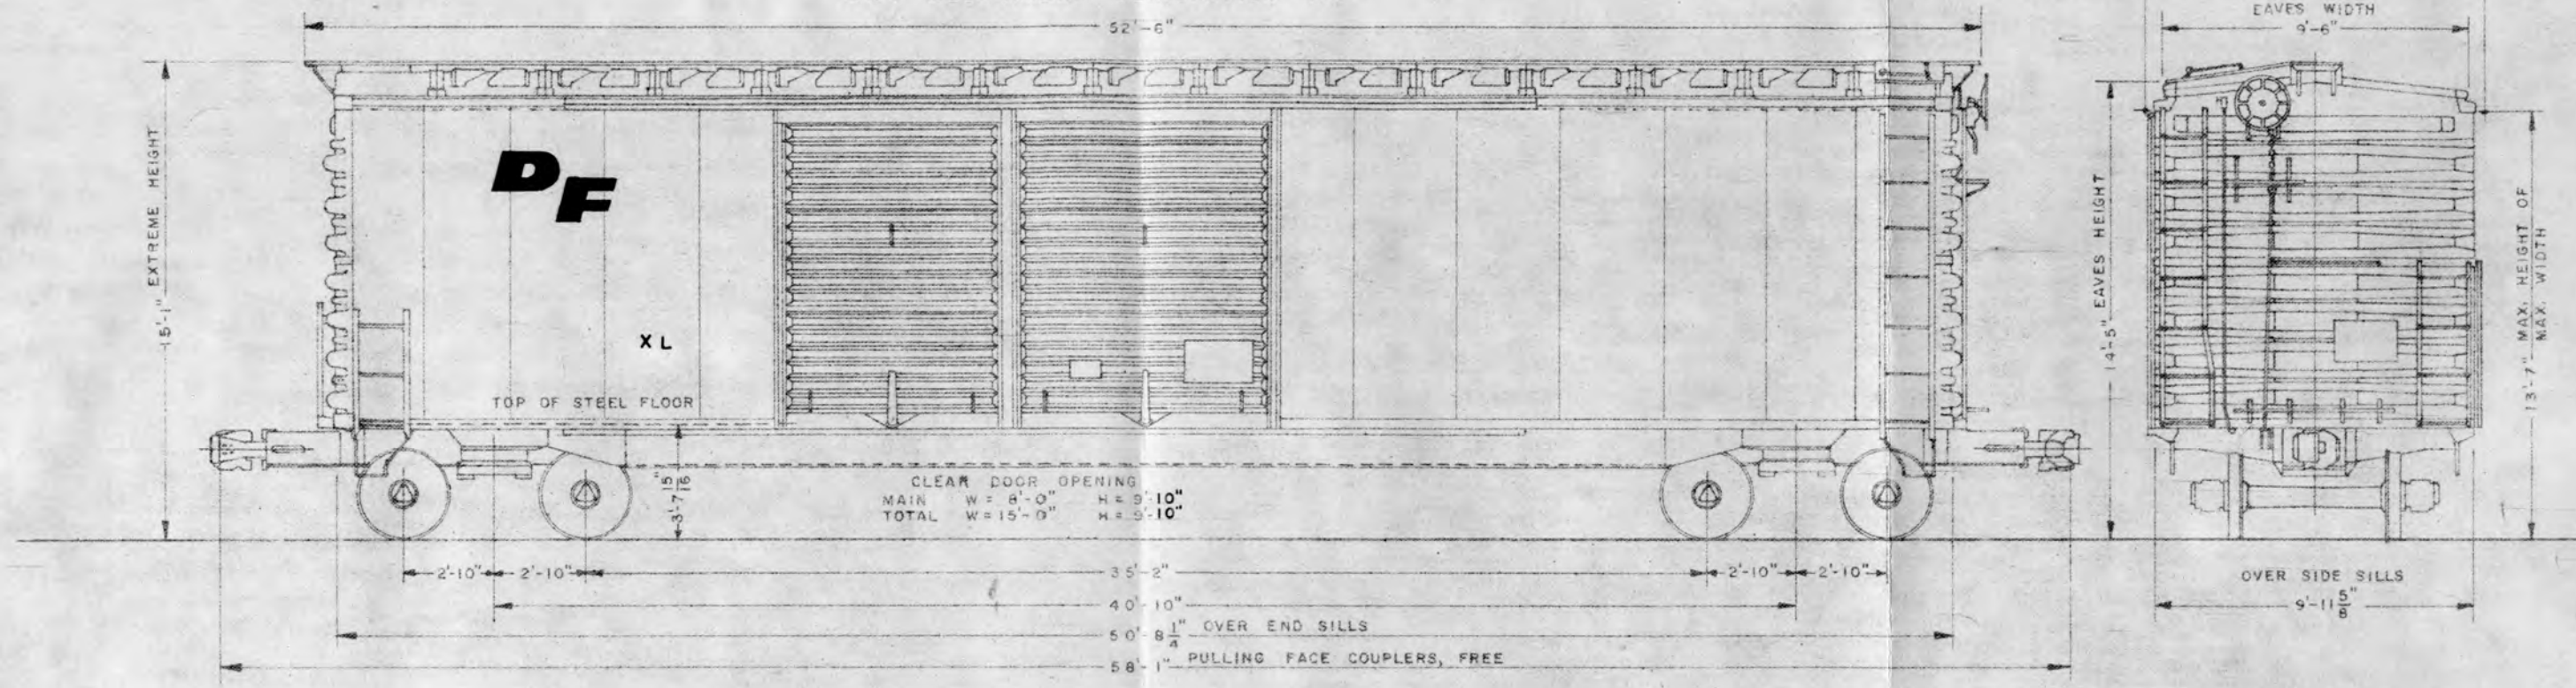 52'-6"
EAVES WIDTH
9'-6"
15'-1" EXTREME HEIGHT
DF
XL
TOP OF STEEL FLOOR
3'-7 15/16"
CLEAR DOOR OPENING
MAIN W = 8'-0" H = 9'-10"
TOTAL W = 15'-0" H = 9'-10"
14'-5" EAVES HEIGHT
13'-7" MAX. HEIGHT OF
MAX. WIDTH
2'-10" 2'-10" 35'-2" 2'-10" 2'-10"
40'-10"
50'-8 1/4" OVER END SILLS
58'-1" PULLING FACE COUPLERS, FREE
OVER SIDE SILLS
9'-11 5/8"